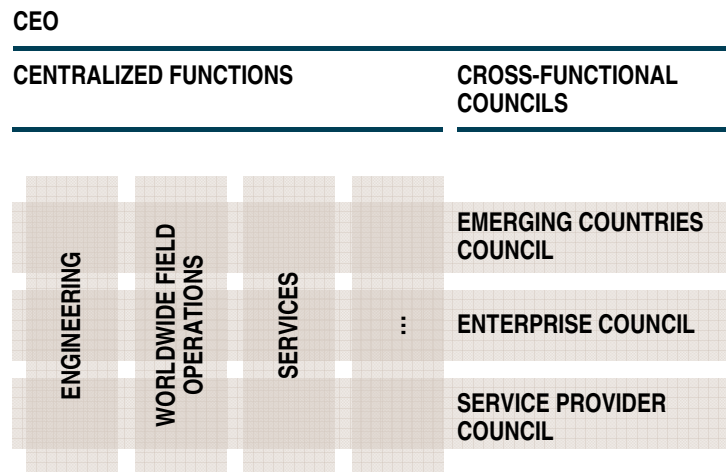 CEO
CENTRALIZED FUNCTIONS
CROSS-FUNCTIONAL
COUNCILS
ENGINEERING
WORLDWIDE FIELD
OPERATIONS
SERVICES
...
EMERGING COUNTRIES
COUNCIL
ENTERPRISE COUNCIL
SERVICE PROVIDER
COUNCIL